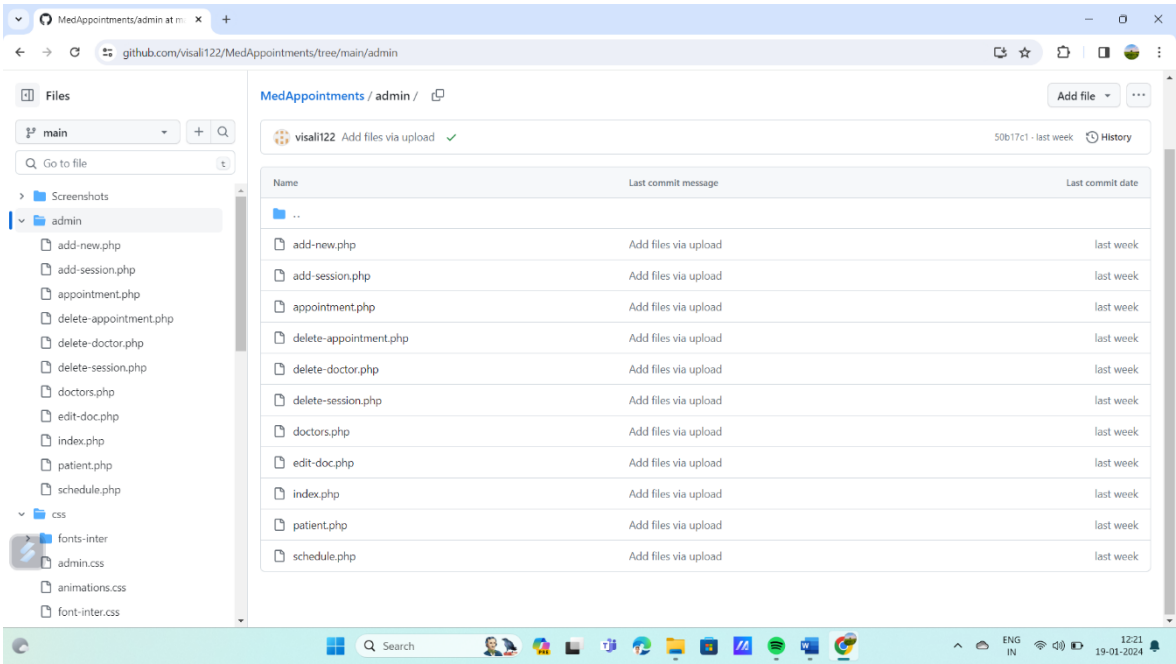 MedAppointments/admin at m
github.com/visali122/MedAppointments/tree/main/admin
Files
MedAppointments / admin /
Add file
main
visali122 Add files via upload
50b17c1 · last week History
Go to file
t
Name Last commit message Last commit date
Screenshots
..
admin
add-new.php
add-new.php Add files via upload last week
add-session.php
add-session.php Add files via upload last week
appointment.php
appointment.php Add files via upload last week
delete-appointment.php
delete-appointment.php Add files via upload last week
delete-doctor.php
delete-doctor.php Add files via upload last week
delete-session.php
delete-session.php Add files via upload last week
doctors.php
doctors.php Add files via upload last week
edit-doc.php
edit-doc.php Add files via upload last week
index.php
index.php Add files via upload last week
patient.php
patient.php Add files via upload last week
schedule.php
schedule.php Add files via upload last week
css
fonts-inter
admin.css
animations.css
font-inter.css
Search
ENG
IN
12:21
19-01-2024